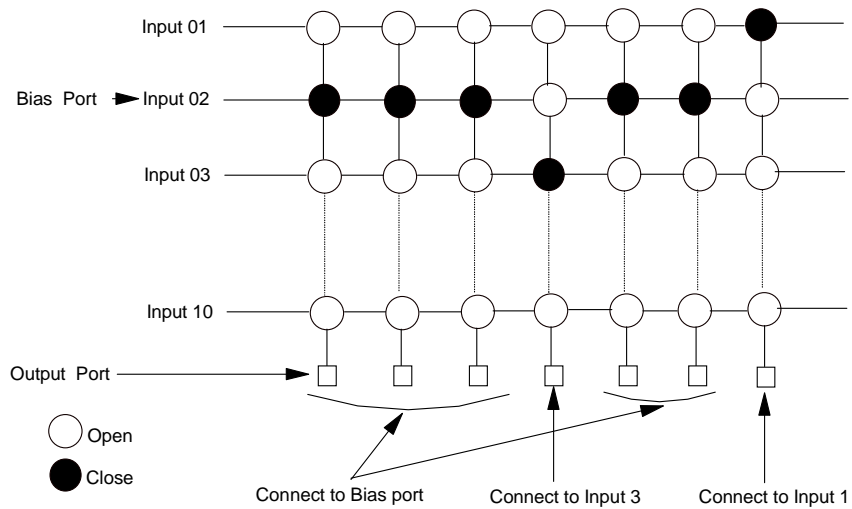 Input 01
Bias Port Input 02
Input 03
Input 10
Output Port
Open
Close
Connect to Bias port
Connect to Input 3
Connect to Input 1